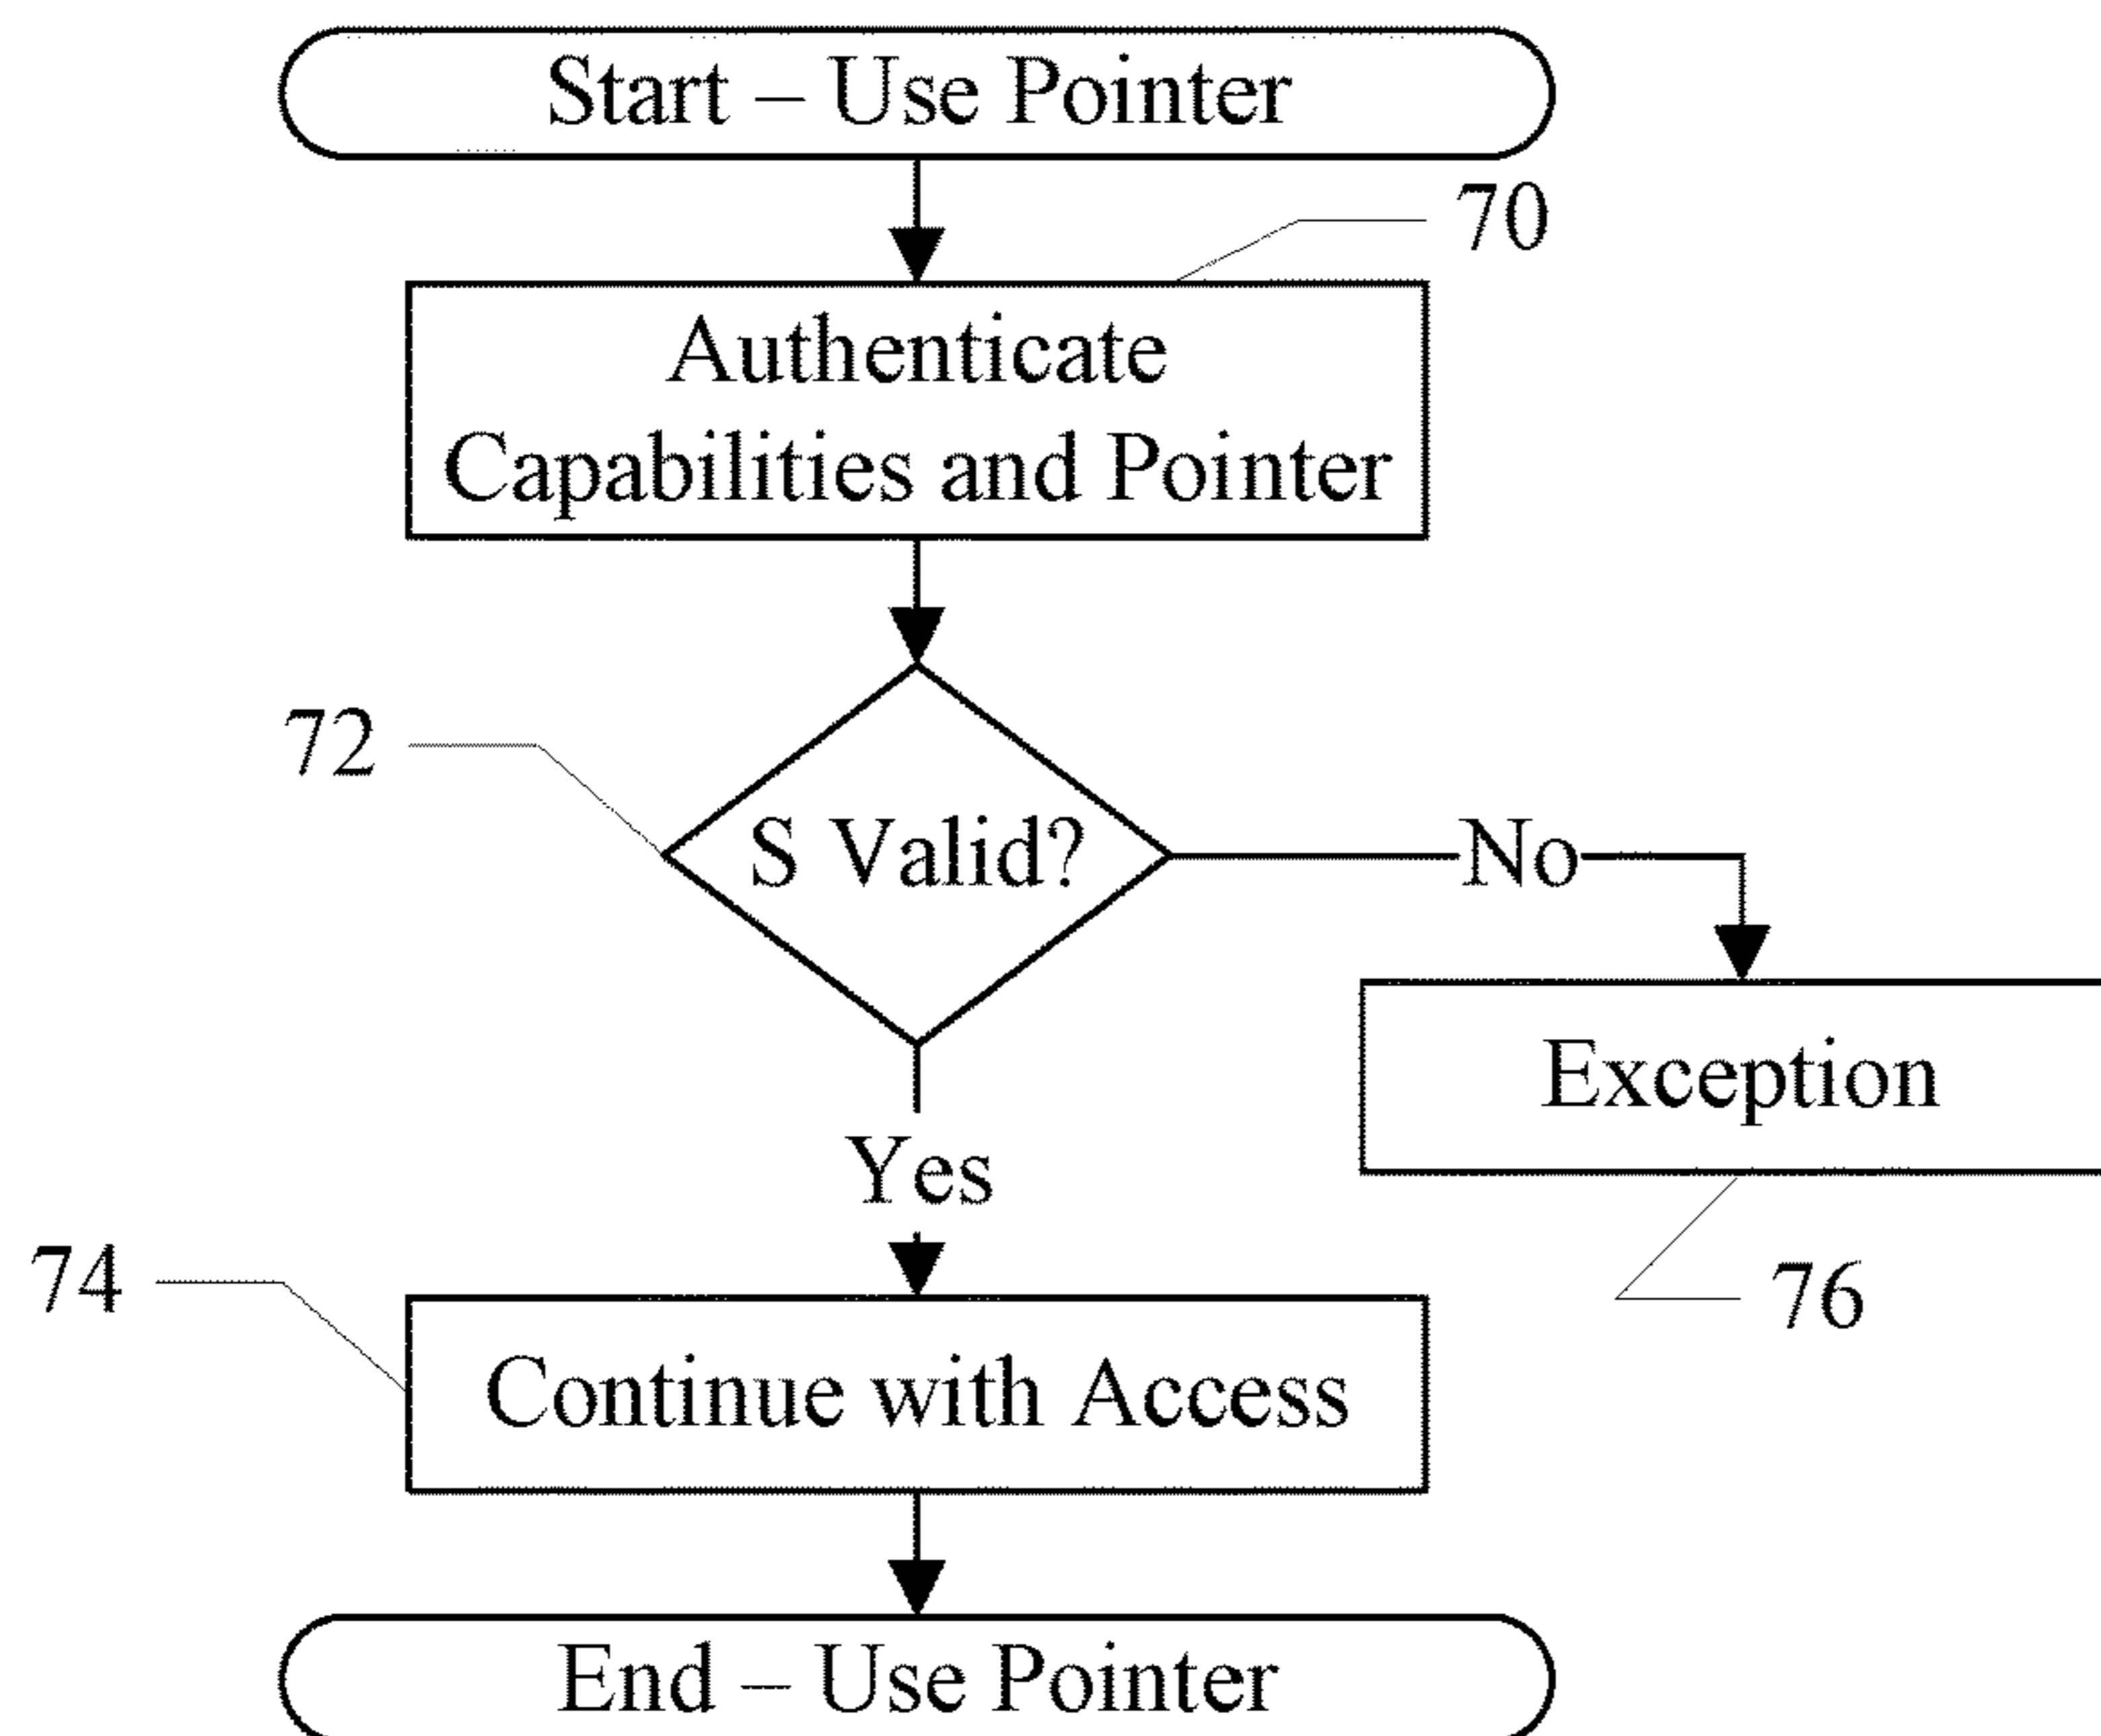 Start – Use Pointer
70
Authenticate
Capabilities and Pointer
72
S Valid?
No
Exception
Yes
74
76
Continue with Access
End – Use Pointer